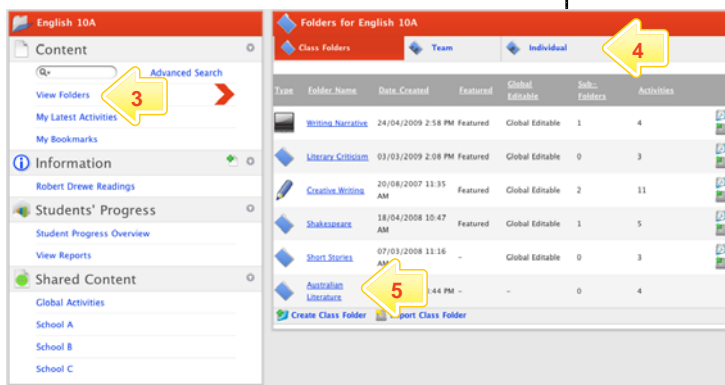 English 10A
Content
Advanced Search
View Folders
3
My Latest Activities
My Bookmarks
Information
Robert Drewe Readings
Students' Progress
Student Progress Overview
View Reports
Shared Content
Global Activities
School A
School B
School C
Folders for English 10A
Class Folders Team Individual 4
Type Folder Name Date Created Featured Global Editable Sub-Folders Activities
Writing Narrative 24/04/2009 2:58 PM Featured Global Editable 1 4
Literary Criticism 03/03/2009 2:08 PM Featured Global Editable 0 3
Creative Writing 20/08/2007 11:35 AM Featured Global Editable 2 11
Shakespeare 18/04/2008 10:47 AM Featured Global Editable 1 5
Short Stories 07/03/2008 11:16 AM – Global Editable 0 3
Australian Literature 5 :44 PM – – 0 4
Create Class Folder Class Folder